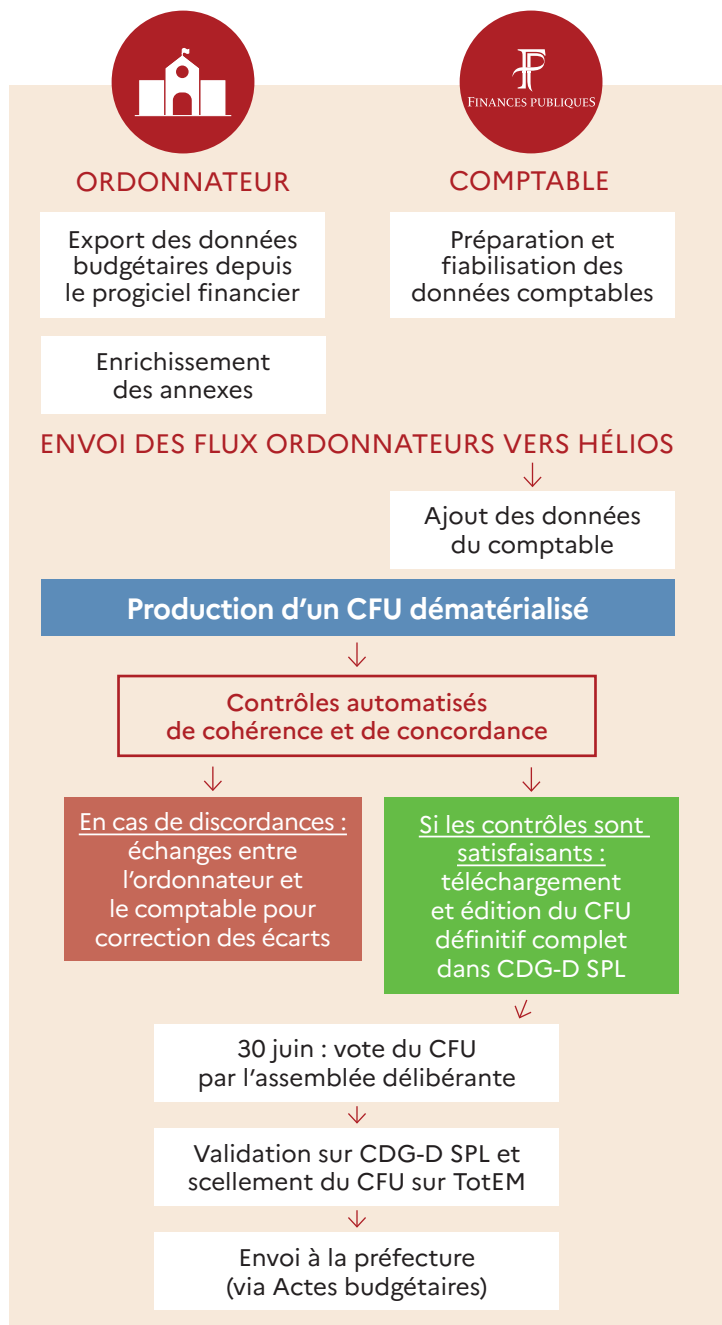 FP
FINANCES PUBLIQUES
ORDONNATEUR
Export des données
budgétaires depuis
le progiciel financier
Enrichissement
des annexes
COMPTABLE
Préparation et
fiabilisation des
données comptables
ENVOI DES FLUX ORDONNATEURS VERS HÉLIOS
Ajout des données
du comptable
Production d’un CFU dématérialisé
Contrôles automatisés
de cohérence et de concordance
En cas de discordances :
échanges entre
l’ordonnateur et
le comptable pour
correction des écarts
Si les contrôles sont
satisfaisants :
téléchargement
et édition du CFU
définitif complet
dans CDG-D SPL
30 juin : vote du CFU
par l’assemblée délibérante
Validation sur CDG-D SPL et
scellement du CFU sur TotEM
Envoi à la préfecture
(via Actes budgétaires)